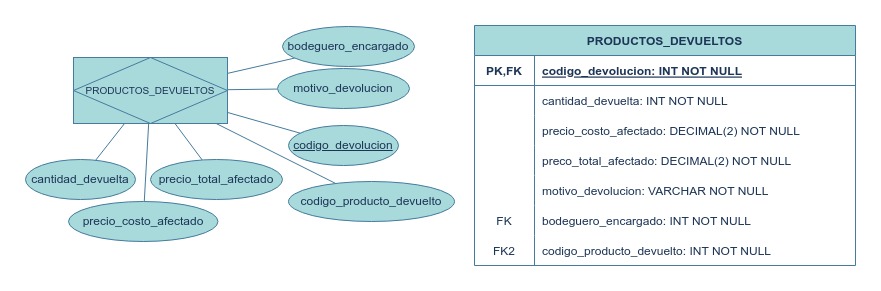 bodeguero_encargado
PRODUCTOS_DEVUELTOS
motivo_devolucion
codigo_devolucion
cantidad_devuelta
precio_total_afectado
codigo_producto_devuelto
precio_costo_afectado
PRODUCTOS_DEVUELTOS
PK,FK codigo_devolucion: INT NOT NULL
cantidad_devuelta: INT NOT NULL
precio_costo_afectado: DECIMAL(2) NOT NULL
preco_total_afectado: DECIMAL(2) NOT NULL
motivo_devolucion: VARCHAR NOT NULL
FK bodeguero_encargado: INT NOT NULL
FK2 codigo_producto_devuelto: INT NOT NULL